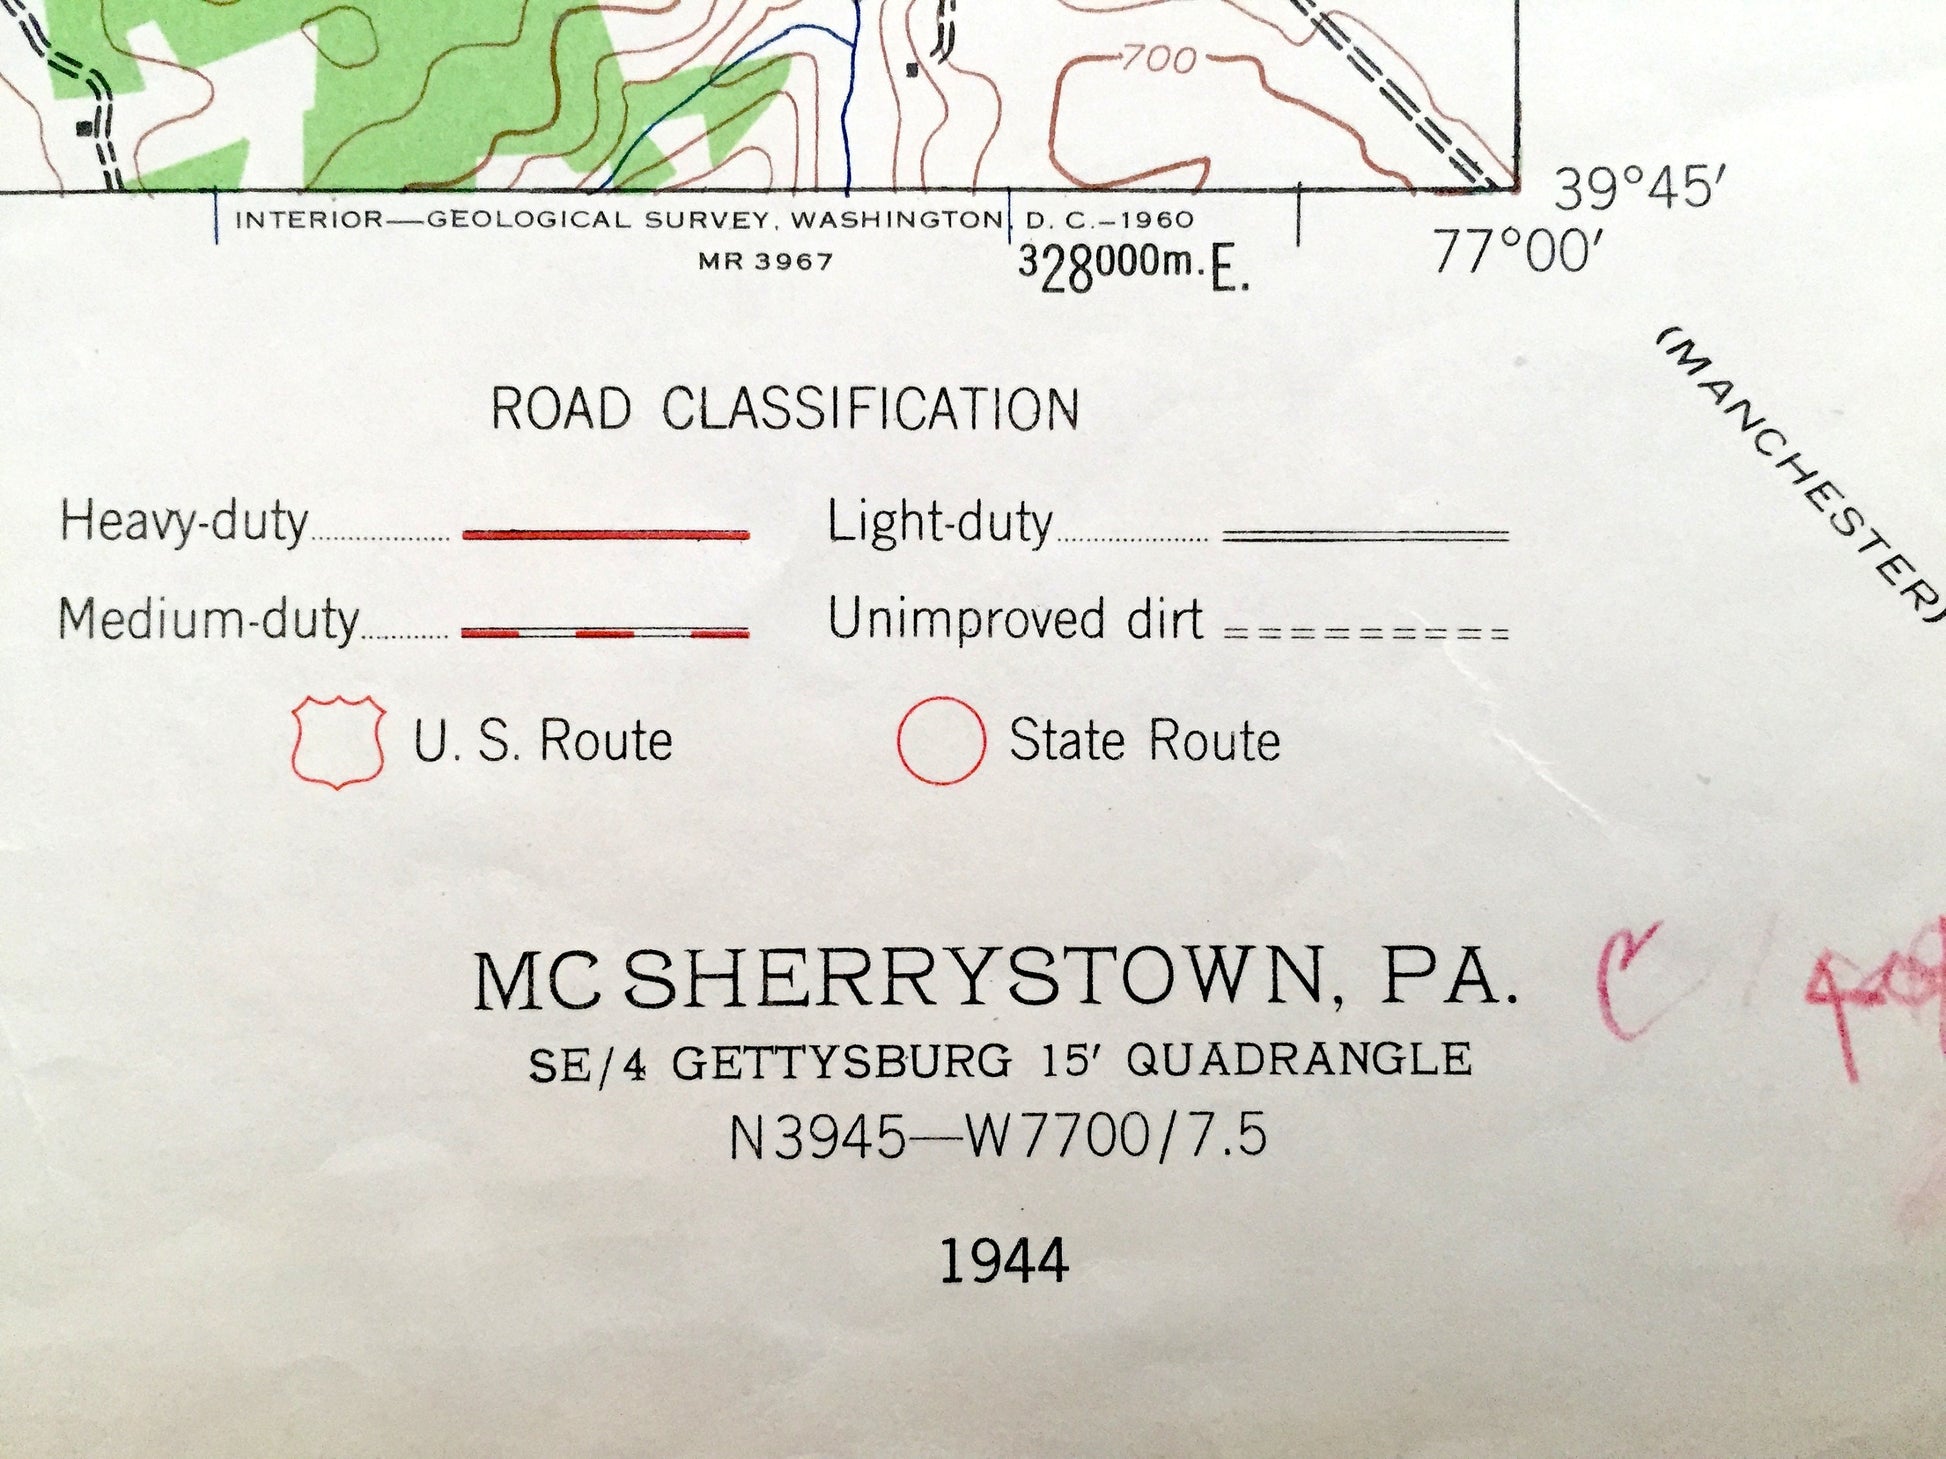 700
39°45′
INTERIOR—GEOLOGICAL SURVEY, WASHINGTON, D. C.–1960
MR 3967
328000m. E.
77°00′
(MANCHESTER)
ROAD CLASSIFICATION
Heavy-duty
Light-duty
Medium-duty
Unimproved dirt
U. S. Route
State Route
MC SHERRYSTOWN, PA.
SE/4 GETTYSBURG 15′ QUADRANGLE
N3945—W7700/7.5
1944